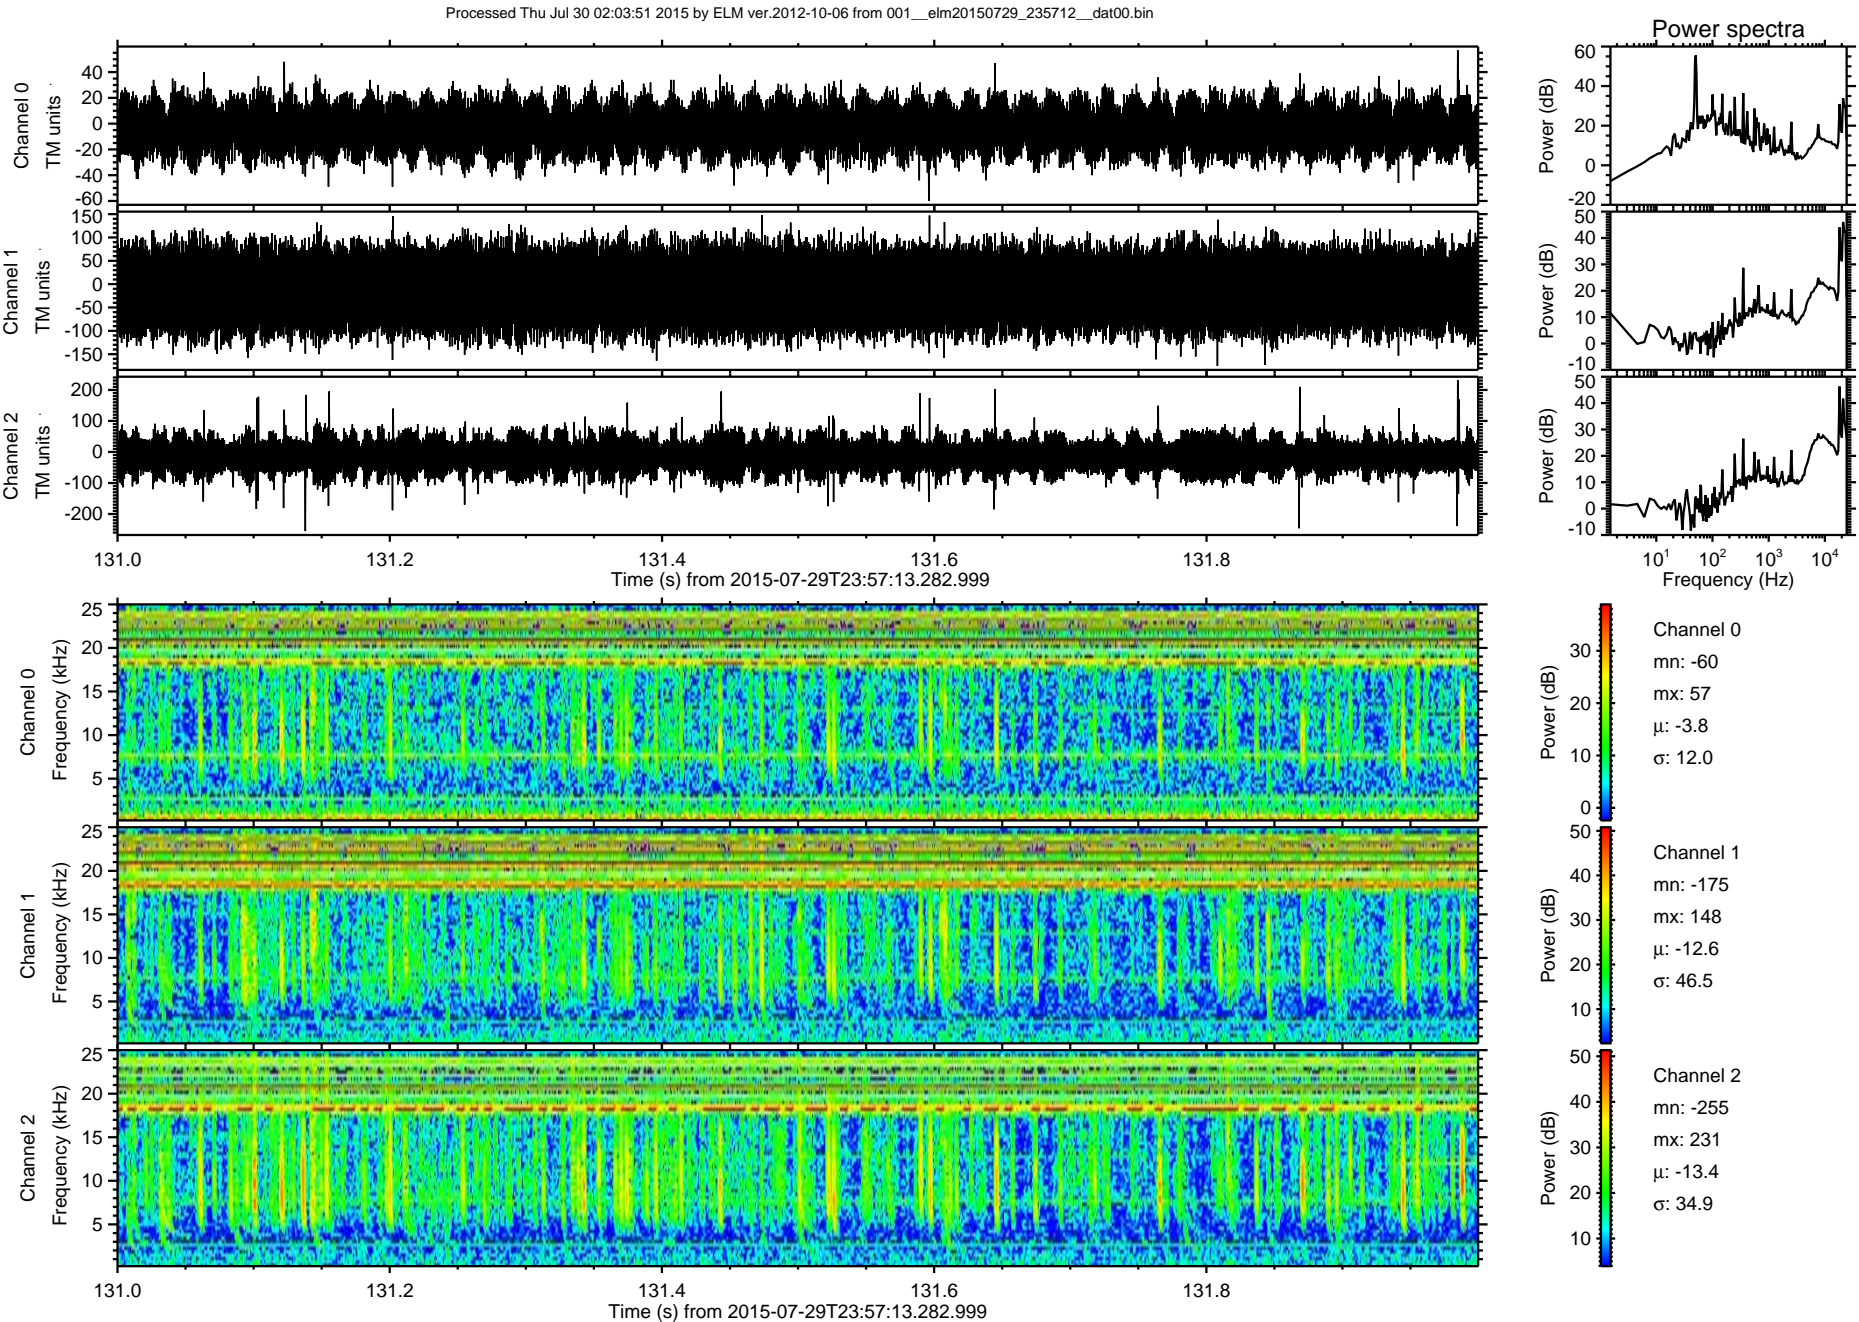 Processed Thu Jul 30 02:03:51 2015 by ELM ver.2012-10-06 from 001__elm20150729_235712__dat00.bin
Power spectra
Channel 0
TM units
40
20
0
-20
-40
-60
Power (dB)
60
40
20
0
-20
Channel 1
TM units
150
100
50
0
-50
-100
-150
Power (dB)
50
40
30
20
10
0
-10
Channel 2
TM units
200
100
0
-100
-200
Power (dB)
50
40
30
20
10
0
-10
131.0 131.2 131.4 131.6 131.8
Time (s) from 2015-07-29T23:57:13.282.999
10¹ 10² 10³ 10⁴
Frequency (Hz)
Channel 0
Frequency (kHz)
25
20
15
10
5
Power (dB)
30
20
10
0
Channel 0
mn: -60
mx: 57
μ: -3.8
σ: 12.0
Channel 1
Frequency (kHz)
25
20
15
10
5
Power (dB)
50
40
30
20
10
Channel 1
mn: -175
mx: 148
μ: -12.6
σ: 46.5
Channel 2
Frequency (kHz)
25
20
15
10
5
Power (dB)
50
40
30
20
10
Channel 2
mn: -255
mx: 231
μ: -13.4
σ: 34.9
131.0 131.2 131.4 131.6 131.8
Time (s) from 2015-07-29T23:57:13.282.999